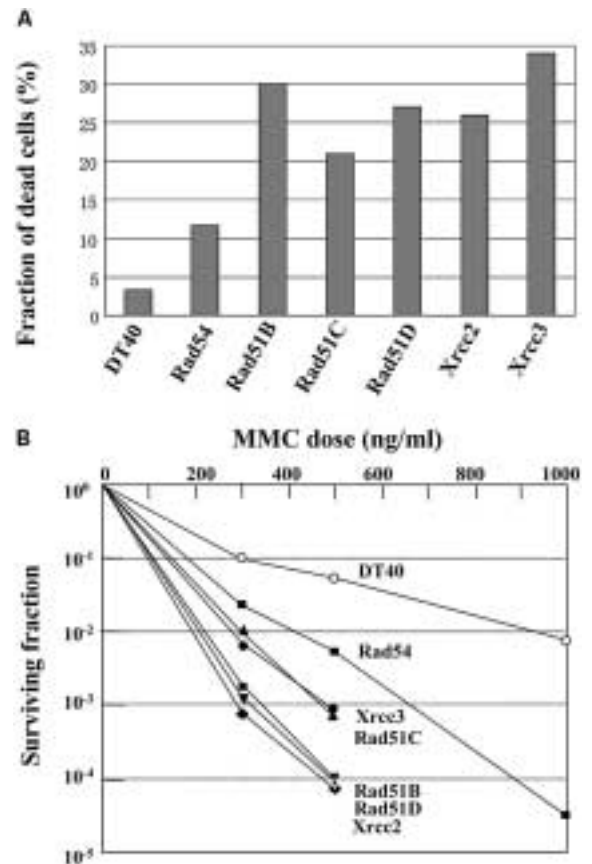 A
Fraction of dead cells (%)
35
30
25
20
15
10
5
0
DT40
Rad54
Rad51B
Rad51C
Rad51D
Xrcc2
Xrcc3
B
MMC dose (ng/ml)
0 200 400 600 800 1000
Surviving fraction
10⁰
10⁻¹
10⁻²
10⁻³
10⁻⁴
10⁻⁵
DT40
Rad54
Xrcc3
Rad51C
Rad51B
Rad51D
Xrcc2